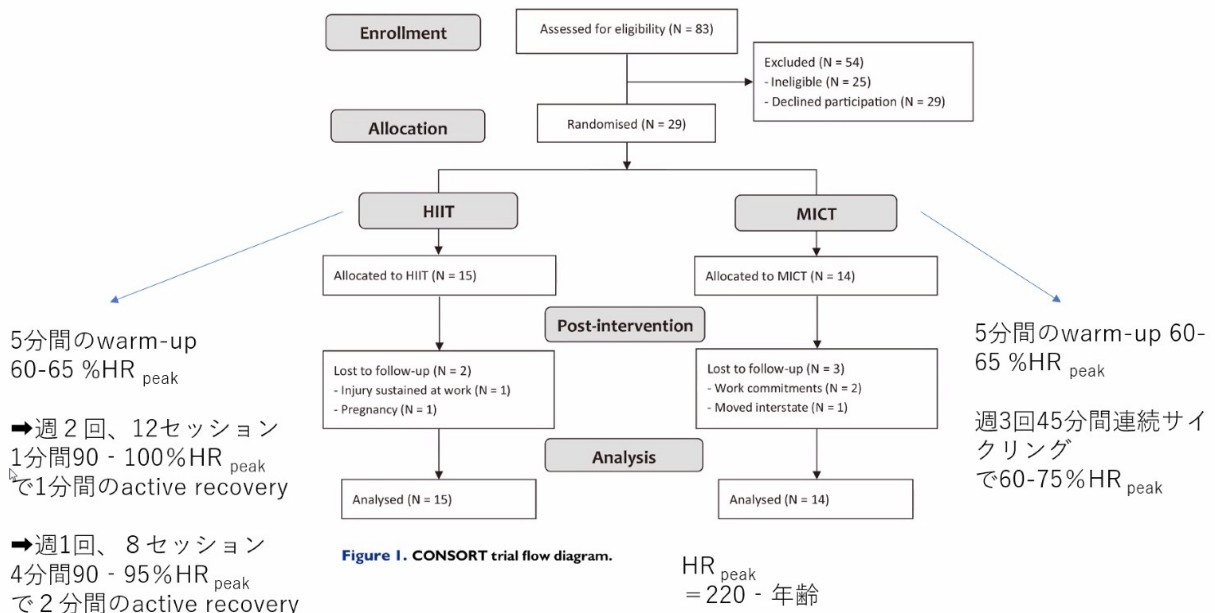 Enrollment
Assessed for eligibility (N = 83)
Excluded (N = 54)
- Ineligible (N = 25)
- Declined participation (N = 29)
Allocation
Randomised (N = 29)
HIIT
MICT
Allocated to HIIT (N = 15)
Allocated to MICT (N = 14)
Post-intervention
Lost to follow-up (N = 2)
- Injury sustained at work (N = 1)
- Pregnancy (N = 1)
Lost to follow-up (N = 3)
- Work commitments (N = 2)
- Moved interstate (N = 1)
Analysis
Analysed (N = 15)
Analysed (N = 14)
Figure 1. CONSORT trial flow diagram.
5分間のwarm-up
60-65 %HR peak
➡週２回、12セッション
1分間90‐100%HR peak
で1分間のactive recovery
➡週1回、８セッション
4分間90‐95%HR peak
で２分間のactive recovery
5分間のwarm-up 60-
65 %HR peak
週3回45分間連続サイ
クリング
で60-75%HR peak
HR peak
＝220‐年齢